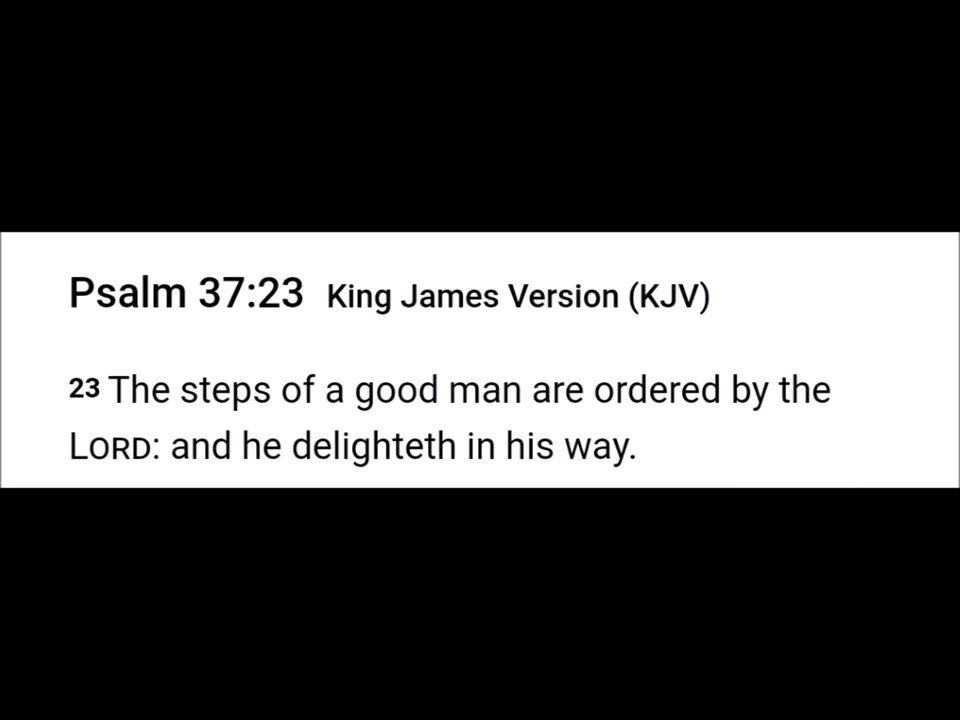 Psalm 37:23 King James Version (KJV)
23 The steps of a good man are ordered by the
LORD: and he delighteth in his way.